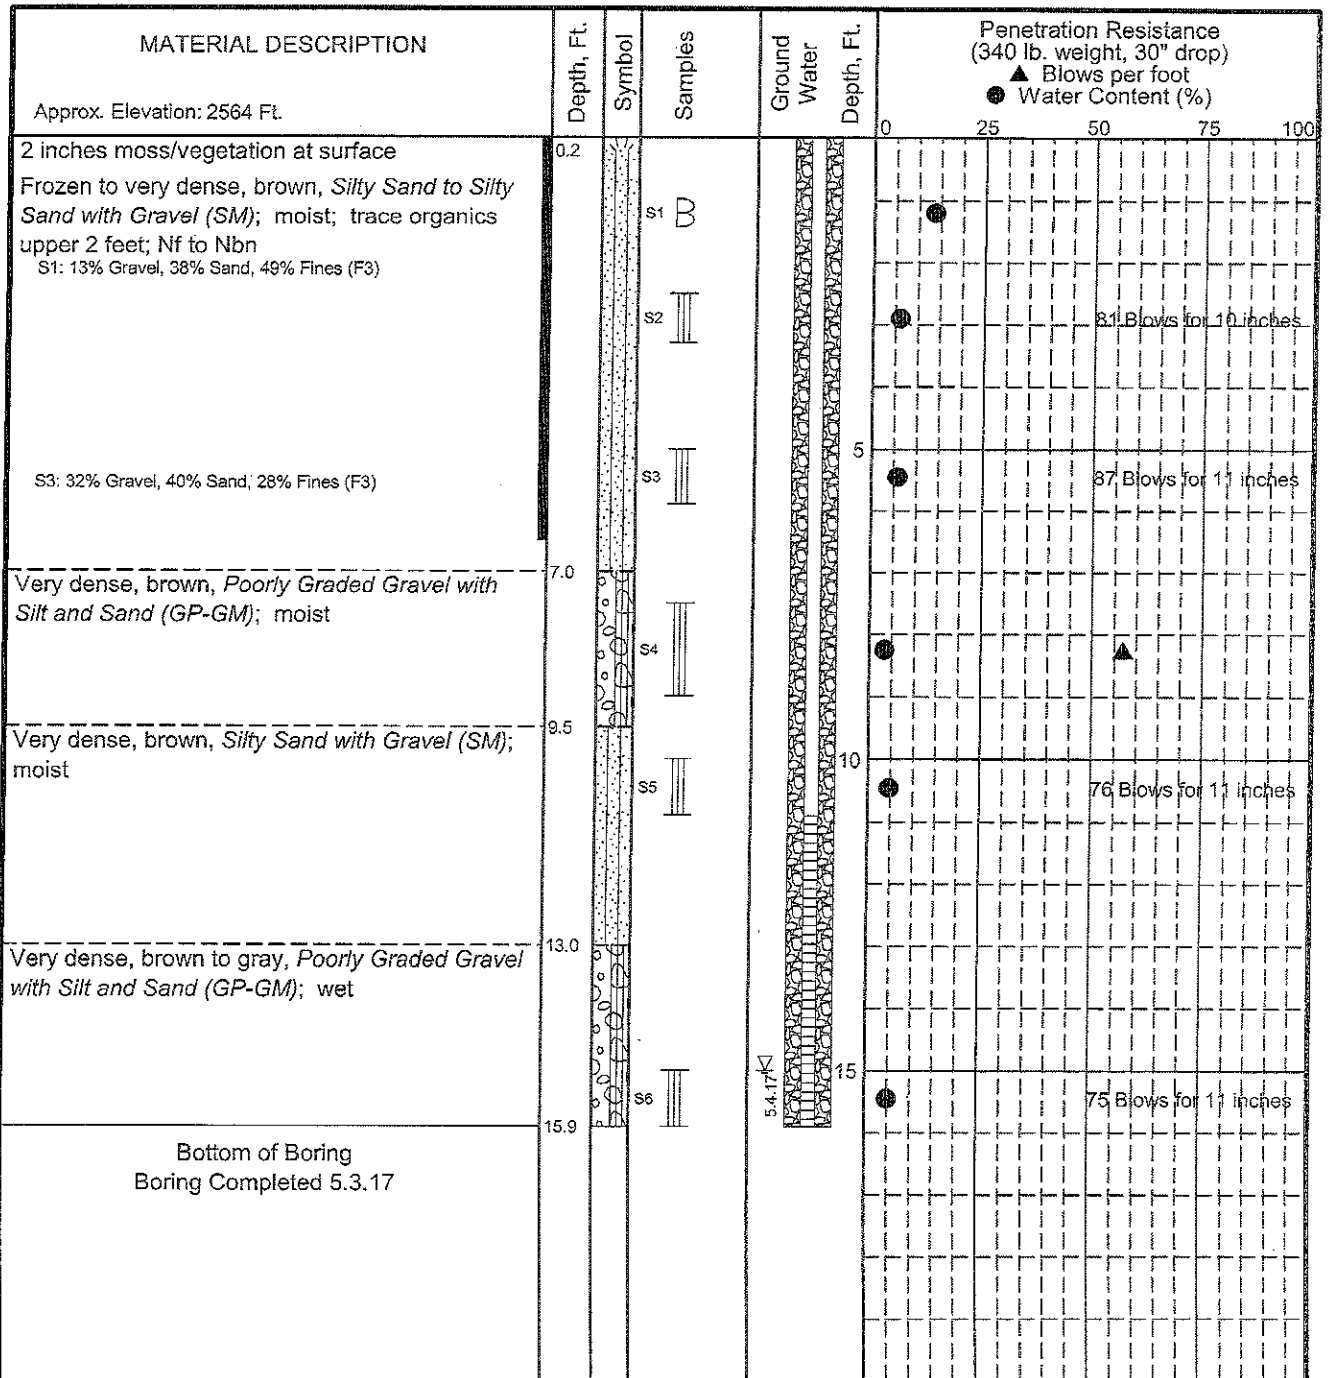 MATERIAL DESCRIPTION
Approx. Elevation: 2564 Ft.
Depth, Ft.
Symbol
Samples
Ground
Water
Depth, Ft.
Penetration Resistance
(340 lb. weight, 30" drop)
▲ Blows per foot
● Water Content (%)
0 25 50 75 100
2 inches moss/vegetation at surface
0.2
Frozen to very dense, brown, Silty Sand to Silty
Sand with Gravel (SM); moist; trace organics
upper 2 feet; Nf to Nbn
S1: 13% Gravel, 38% Sand, 49% Fines (F3)
S1
S2
81 Blows for 10 inches
5
S3: 32% Gravel, 40% Sand, 28% Fines (F3)
S3
87 Blows for 11 inches
7.0
Very dense, brown, Poorly Graded Gravel with
Silt and Sand (GP-GM); moist
S4
9.5
Very dense, brown, Silty Sand with Gravel (SM);
moist
10
S5
76 Blows for 11 inches
13.0
Very dense, brown to gray, Poorly Graded Gravel
with Silt and Sand (GP-GM); wet
5.4.17
15
S6
75 Blows for 11 inches
15.9
Bottom of Boring
Boring Completed 5.3.17